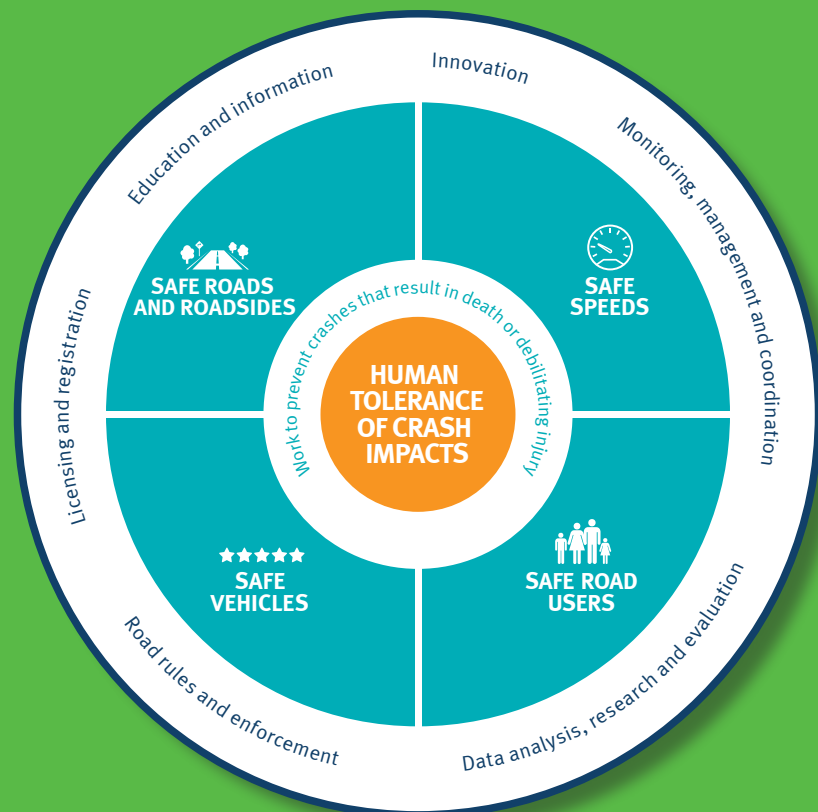 Education and information
Innovation
Monitoring, management and coordination
Licensing and registration
SAFE ROADS
AND ROADSIDES
SAFE
SPEEDS
Work to prevent crashes that result in death or debilitating injury
HUMAN
TOLERANCE
OF CRASH
IMPACTS
SAFE
VEHICLES
SAFE ROAD
USERS
Road rules and enforcement
Data analysis, research and evaluation